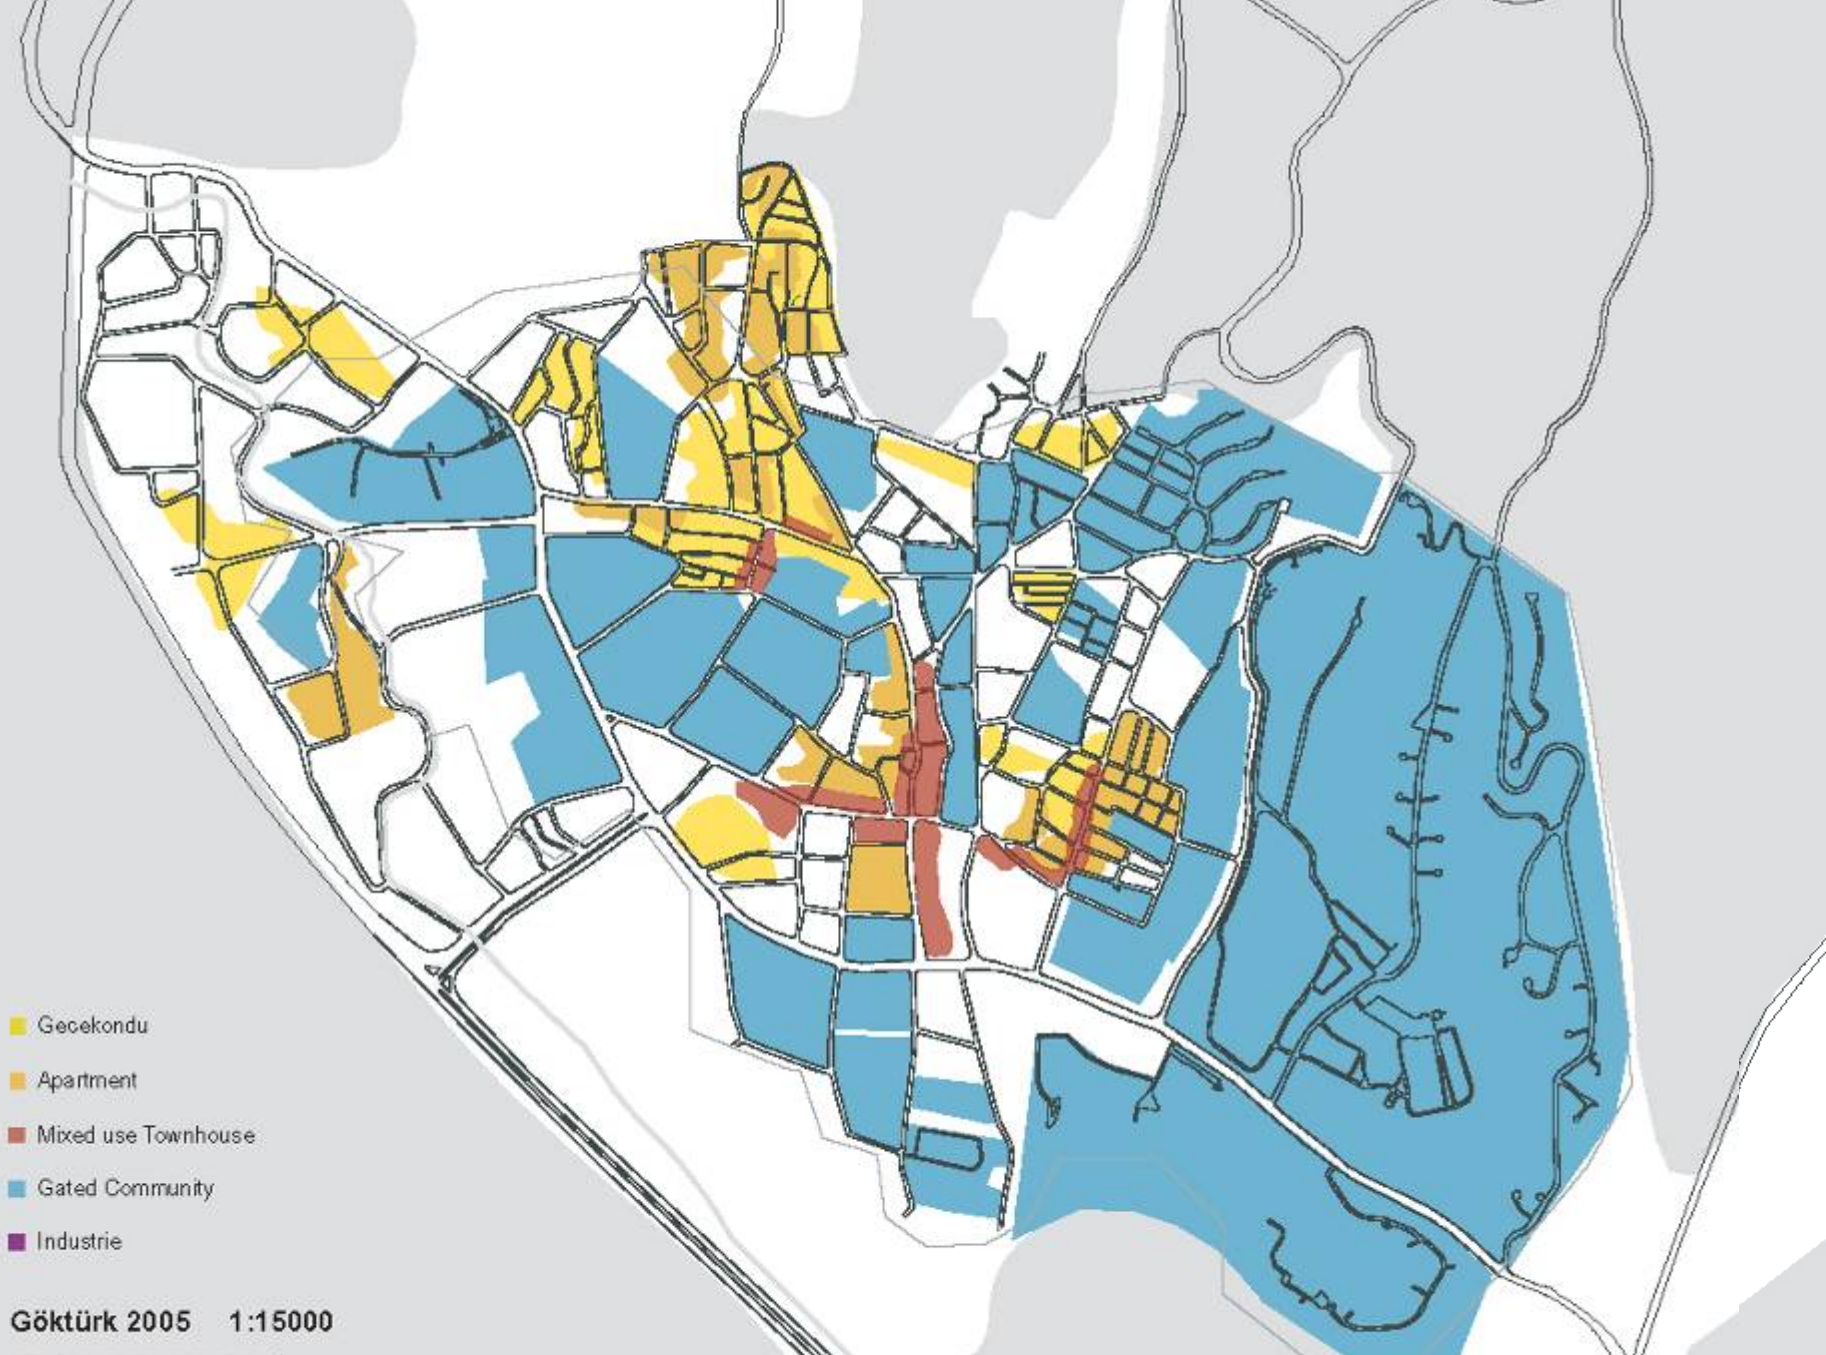 Gecekondu
Apartment
Mixed use Townhouse
Gated Community
Industrie
Göktürk 2005 1:15000